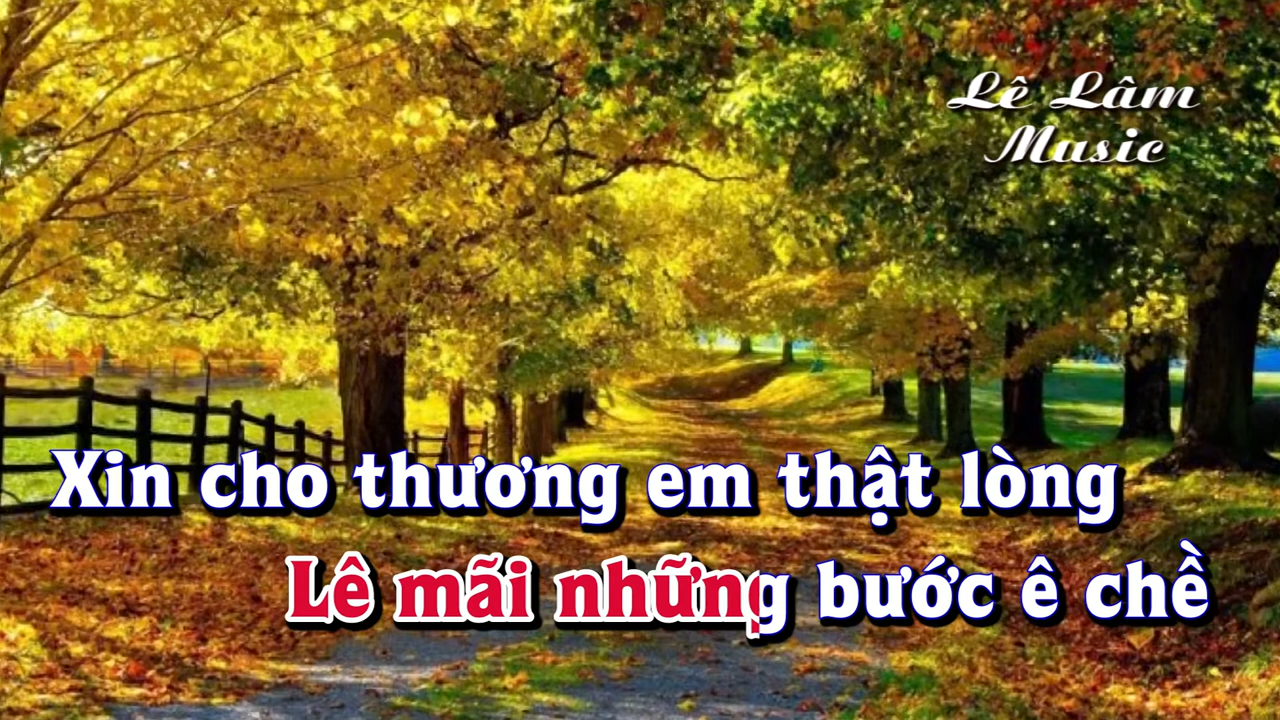 Lê Lâm
Music
Xin cho thương em thật lòng
Lê mãi những bước ê chề